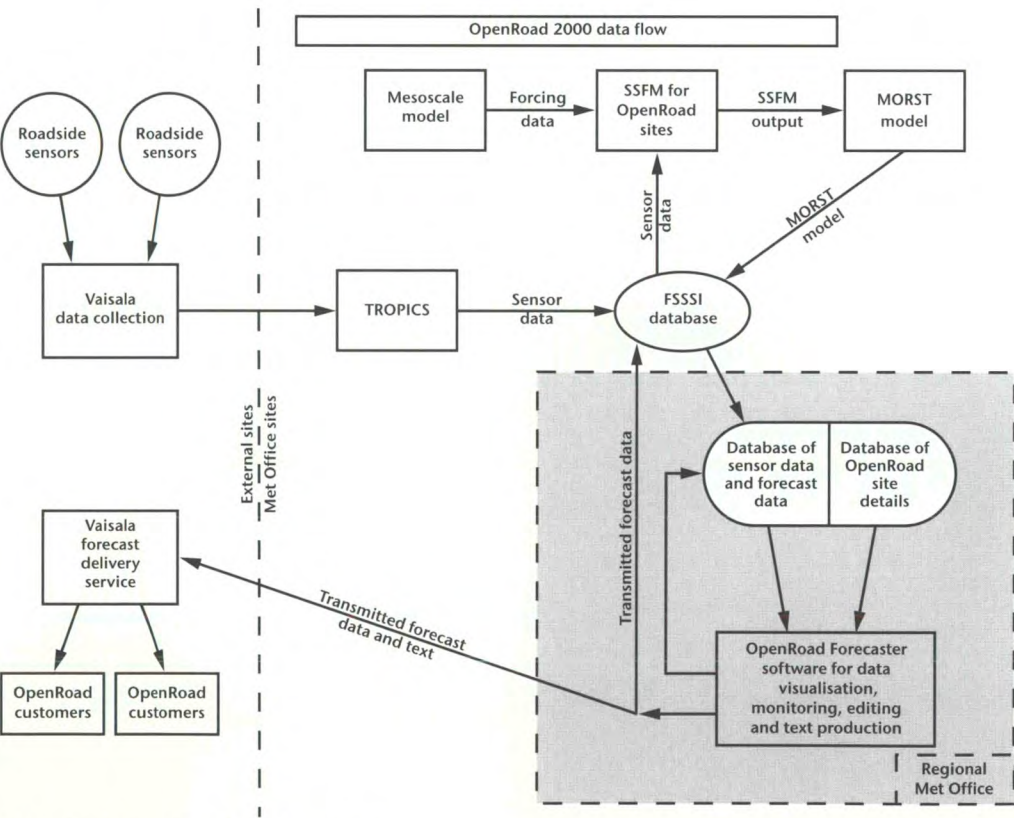 OpenRoad 2000 data flow
Mesoscale
model
Forcing
data
SSFM for
OpenRoad
sites
SSFM
output
MORST
model
Roadside
sensors
Roadside
sensors
Sensor
data
MORST
model
Vaisala
data collection
TROPICS
Sensor
data
FSSSI
database
External sites
Met Office sites
Transmitted forecast data
Database of
sensor data
and forecast
data
Database of
OpenRoad
site
details
Vaisala
forecast
delivery
service
Transmitted forecast
data and text
OpenRoad Forecaster
software for data
visualisation,
monitoring, editing
and text production
OpenRoad
customers
OpenRoad
customers
Regional
Met Office